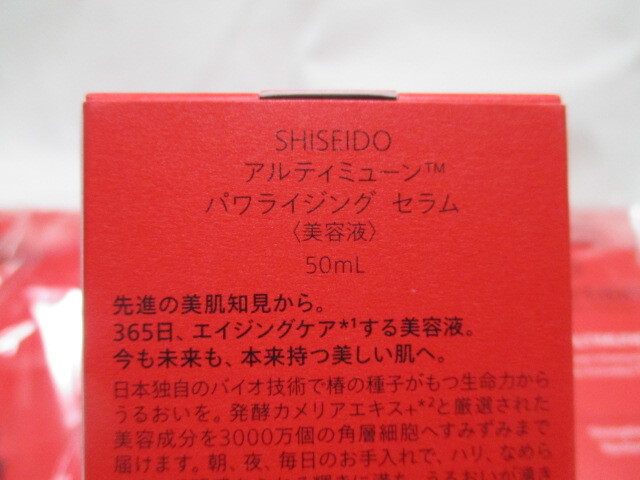 SHISEIDO
アルティミューン™
パワライジング セラム
〈美容液〉
50mL
先進の美肌知見から。
365日、エイジングケア*1する美容液。
今も未来も、本来持つ美しい肌へ。
日本独自のバイオ技術で椿の種子がもつ生命力から
うるおいを。発酵カメリアエキス+*2と厳選された
美容成分を3000万個の角層細胞へすみずみまで
届けます。朝、夜、毎日のお手入れで、ハリ、なめら